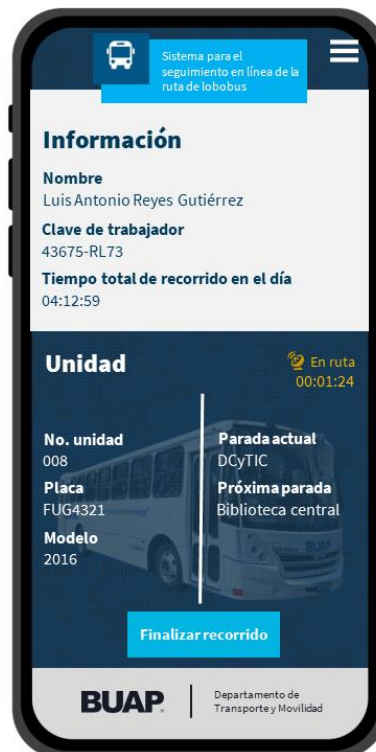 Sistema para el
seguimiento en línea de la
ruta de lobobus
Información
Nombre
Luis Antonio Reyes Gutiérrez
Clave de trabajador
43675-RL73
Tiempo total de recorrido en el día
04:12:59
Unidad
En ruta
00:01:24
No. unidad
008
Placa
FUG4321
Modelo
2016
Parada actual
DCyTIC
Próxima parada
Biblioteca central
BUAP
Finalizar recorrido
BUAP
Departamento de
Transporte y Movilidad